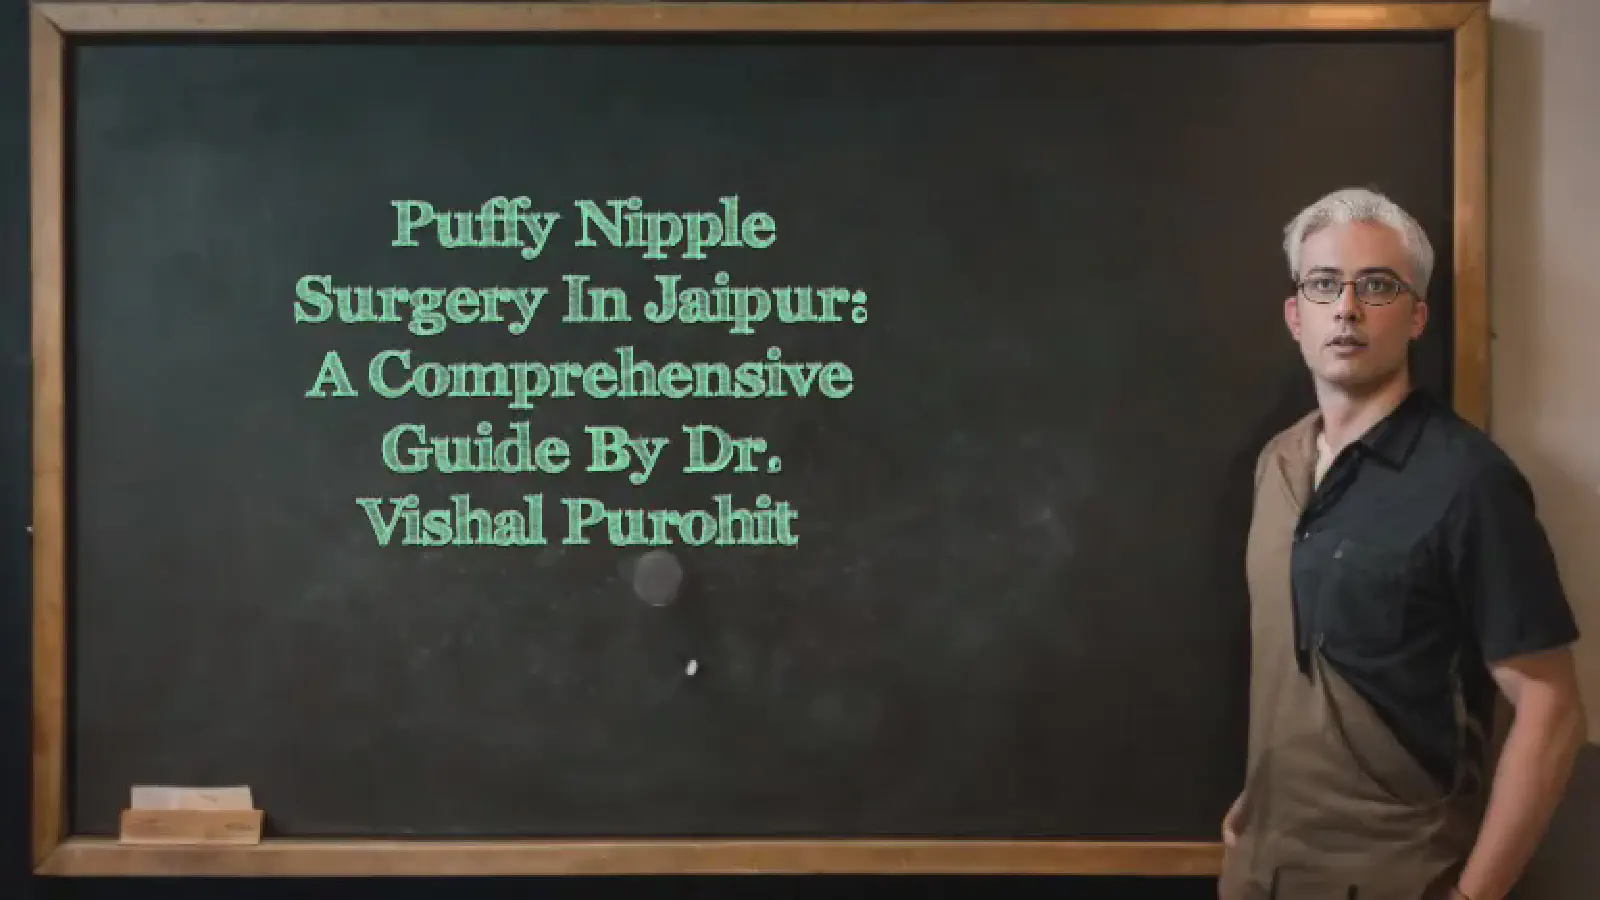 Puffy Nipple
Surgery In Jaipur:
A Comprehensive
Guide By Dr.
Vishal Purohit